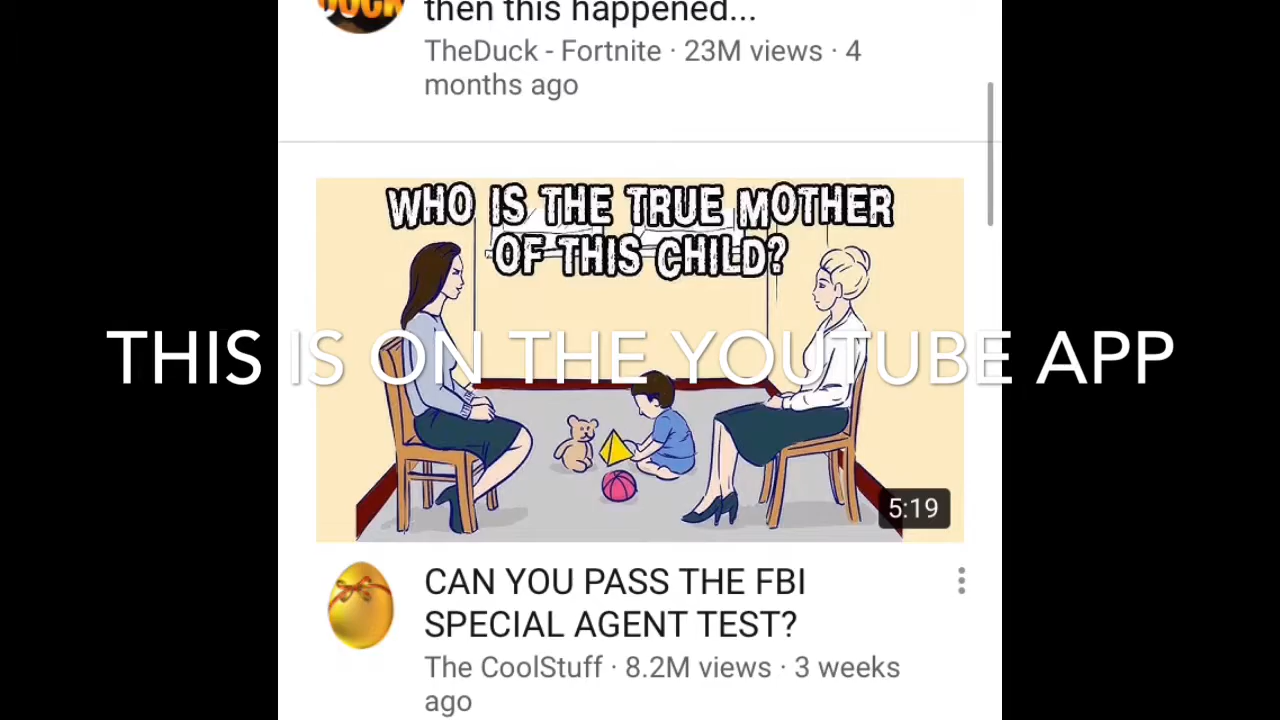 then this happened...
TheDuck - Fortnite · 23M views · 4
months ago
WHO IS THE TRUE MOTHER
OF THIS CHILD?
THIS IS ON THE YOUTUBE APP
5:19
CAN YOU PASS THE FBI
SPECIAL AGENT TEST?
The CoolStuff · 8.2M views · 3 weeks
ago